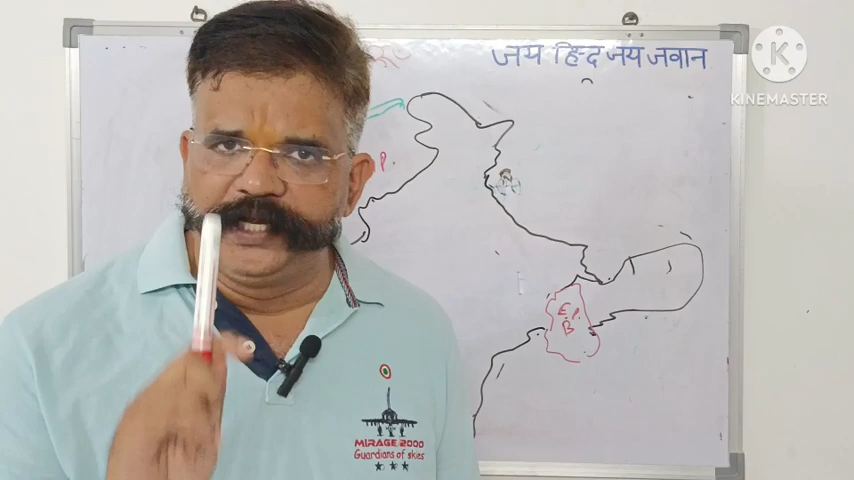 जय हिन्द जय जवान
KINEMASTER
P.
E.P.
B
MIRAGE 2000
Guardians of skies